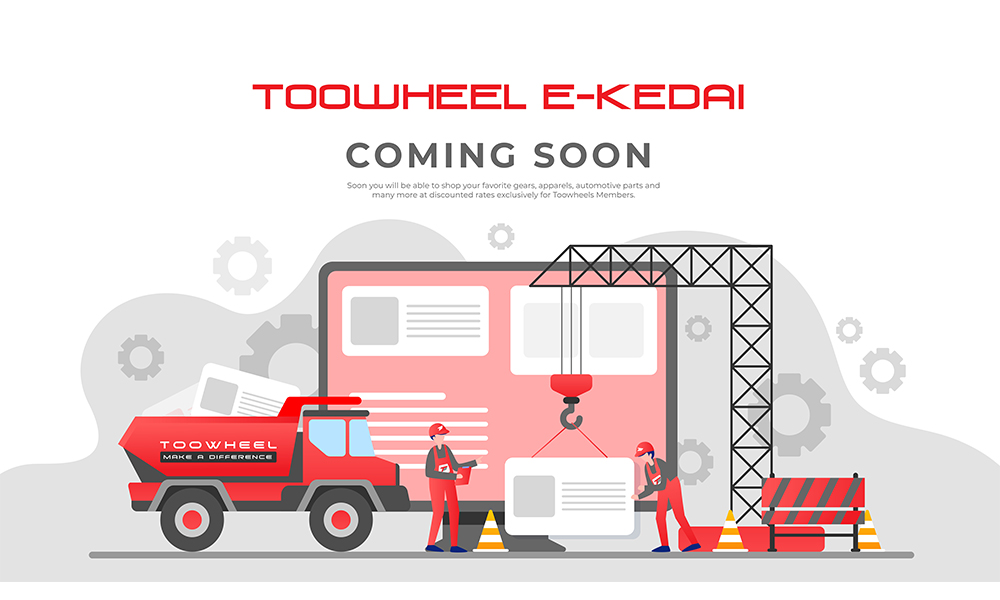 TOOWHEEL E-KEDAI
COMING SOON
Soon you will be able to shop your favorite gears, apparels, automotive parts and
many more at discounted rates exclusively for Toowheels Members.
TOOWHEEL
MAKE A DIFFERENCE